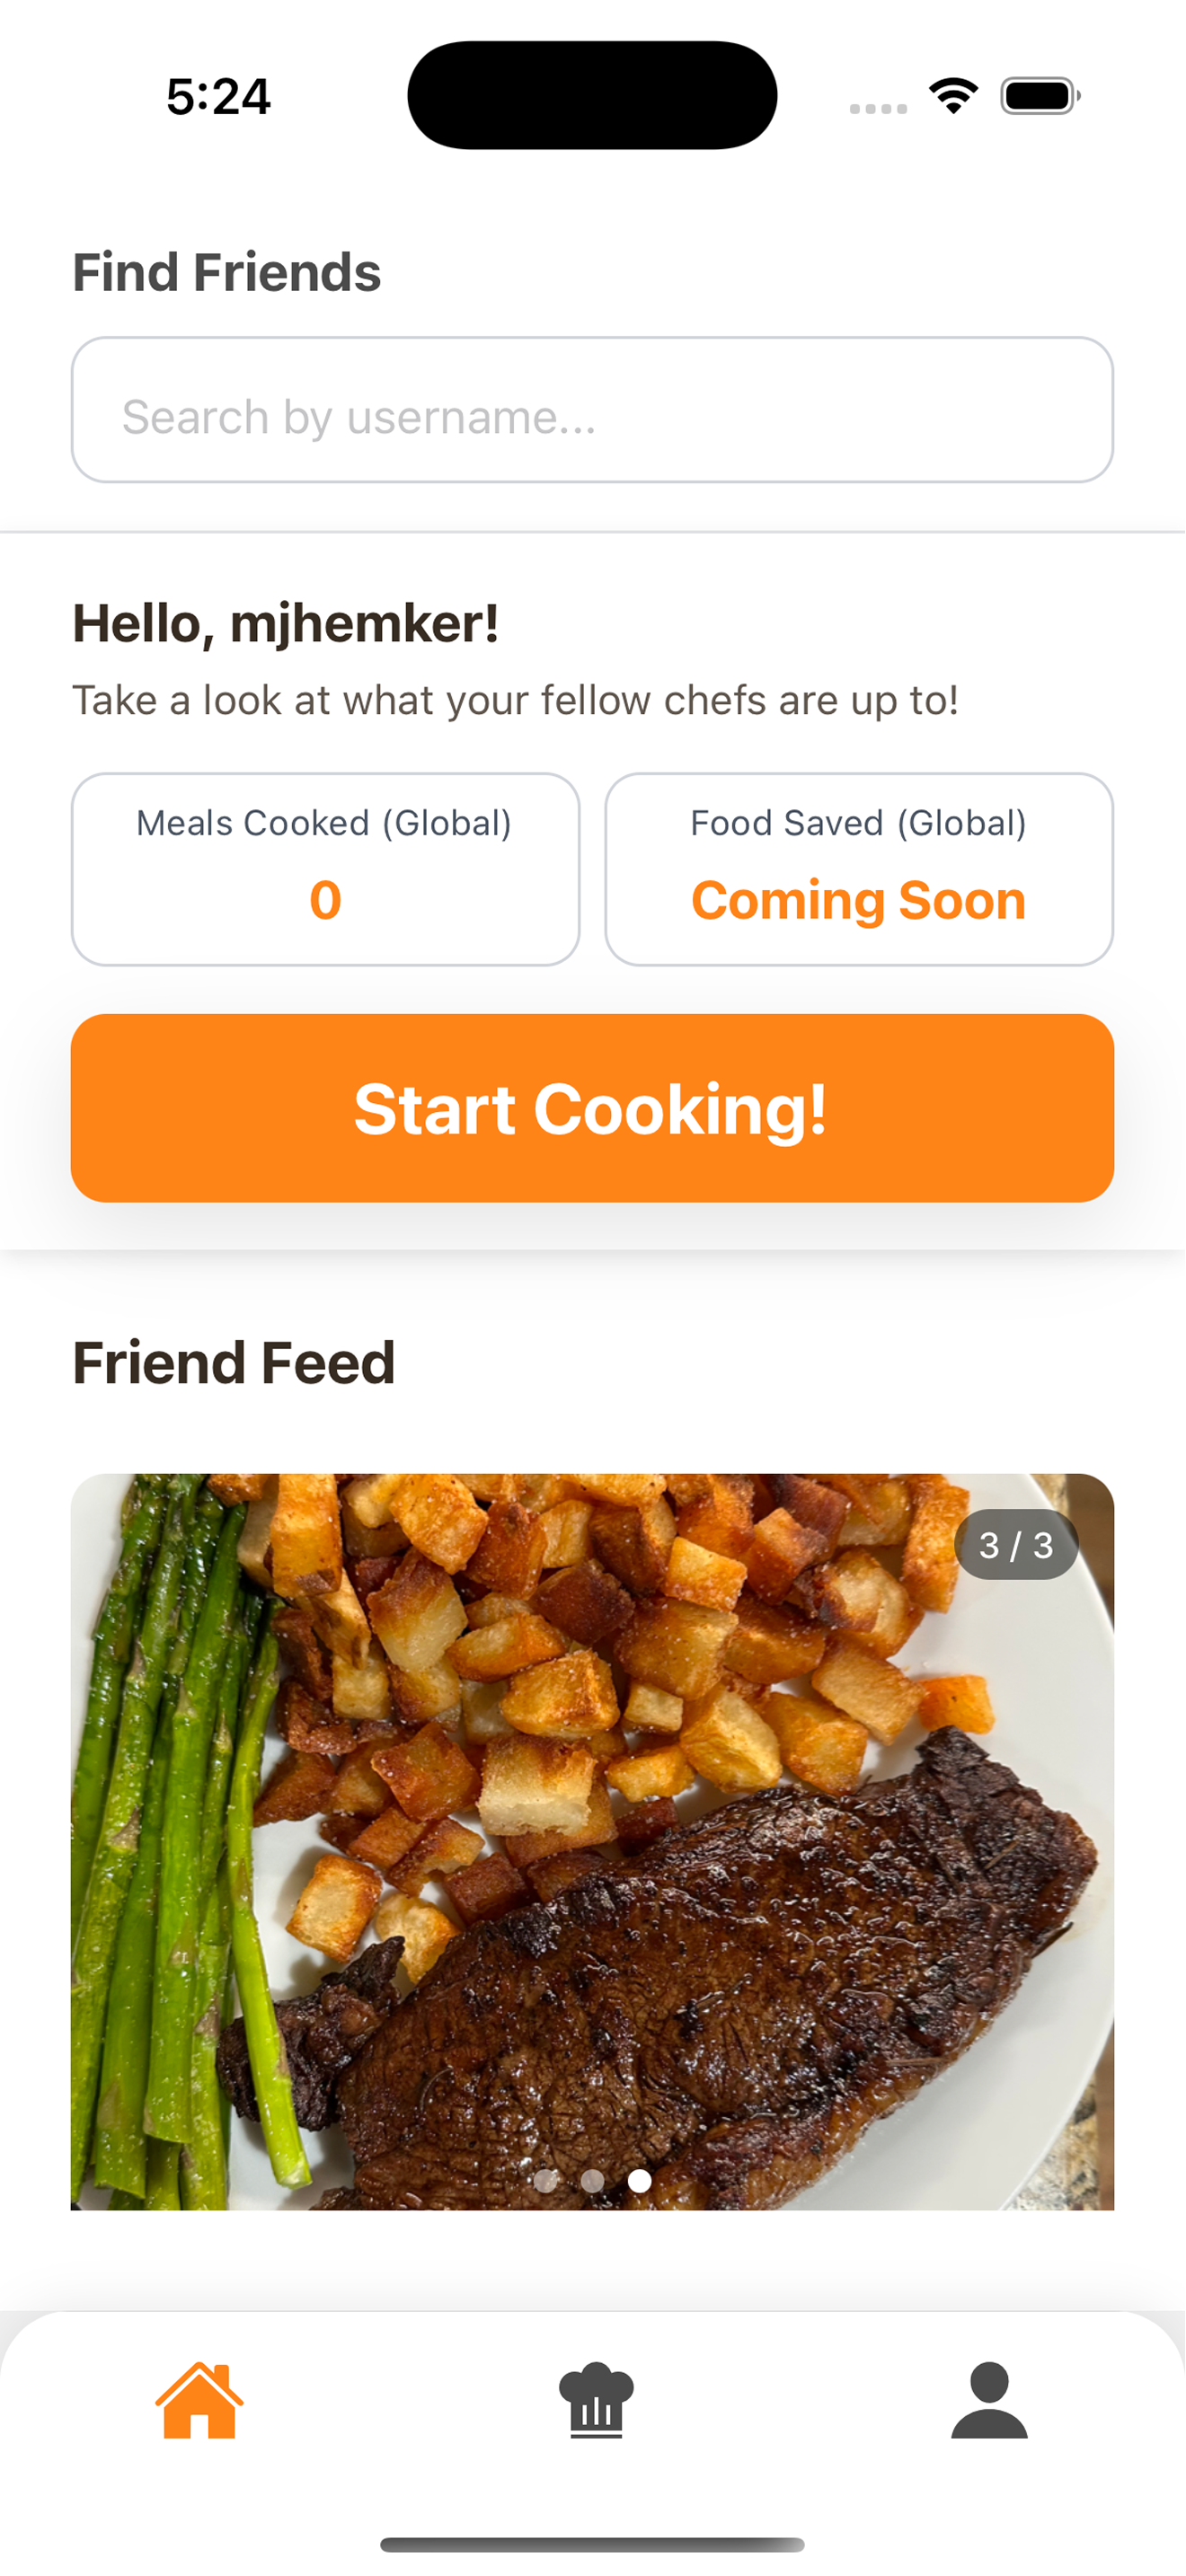 5:24
Find Friends
Search by username...
Hello, mjhemker!
Take a look at what your fellow chefs are up to!
Meals Cooked (Global)
0
Food Saved (Global)
Coming Soon
Start Cooking!
Friend Feed
3 / 3